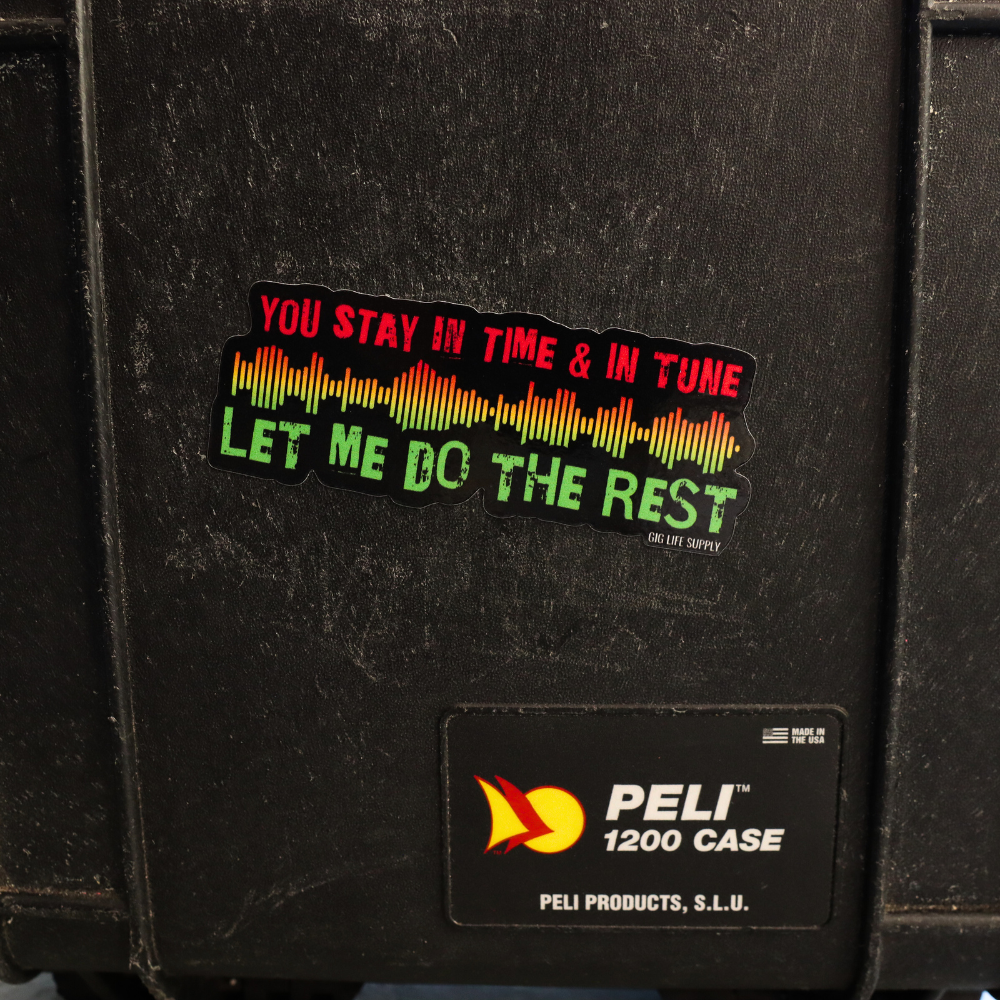 YOU STAY IN TIME & IN TUNE
LET ME DO THE REST
GIG LIFE SUPPLY
MADE IN
THE USA
PELI™
1200 CASE
PELI PRODUCTS, S.L.U.